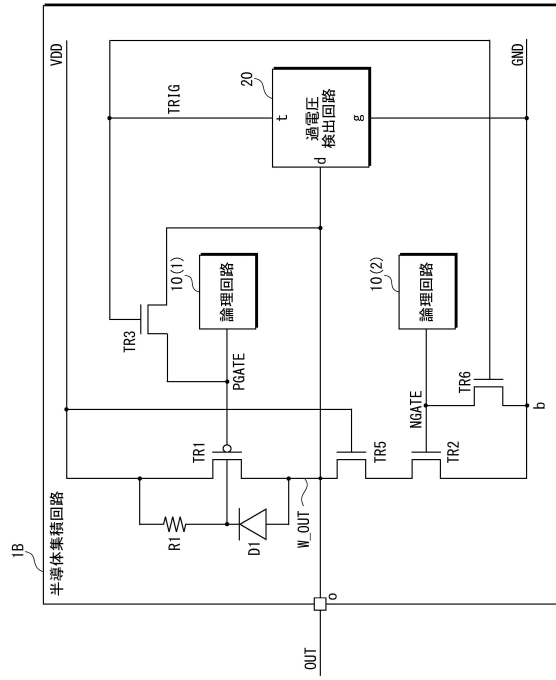 1B
半導体集積回路
VDD
TRIG
TR3
20
過電圧
検出回路
t
d
g
10(1)
論理回路
PGATE
TR1
R1
D1
W_OUT
OUT
o
TR5
10(2)
論理回路
NGATE
TR2
TR6
b
GND